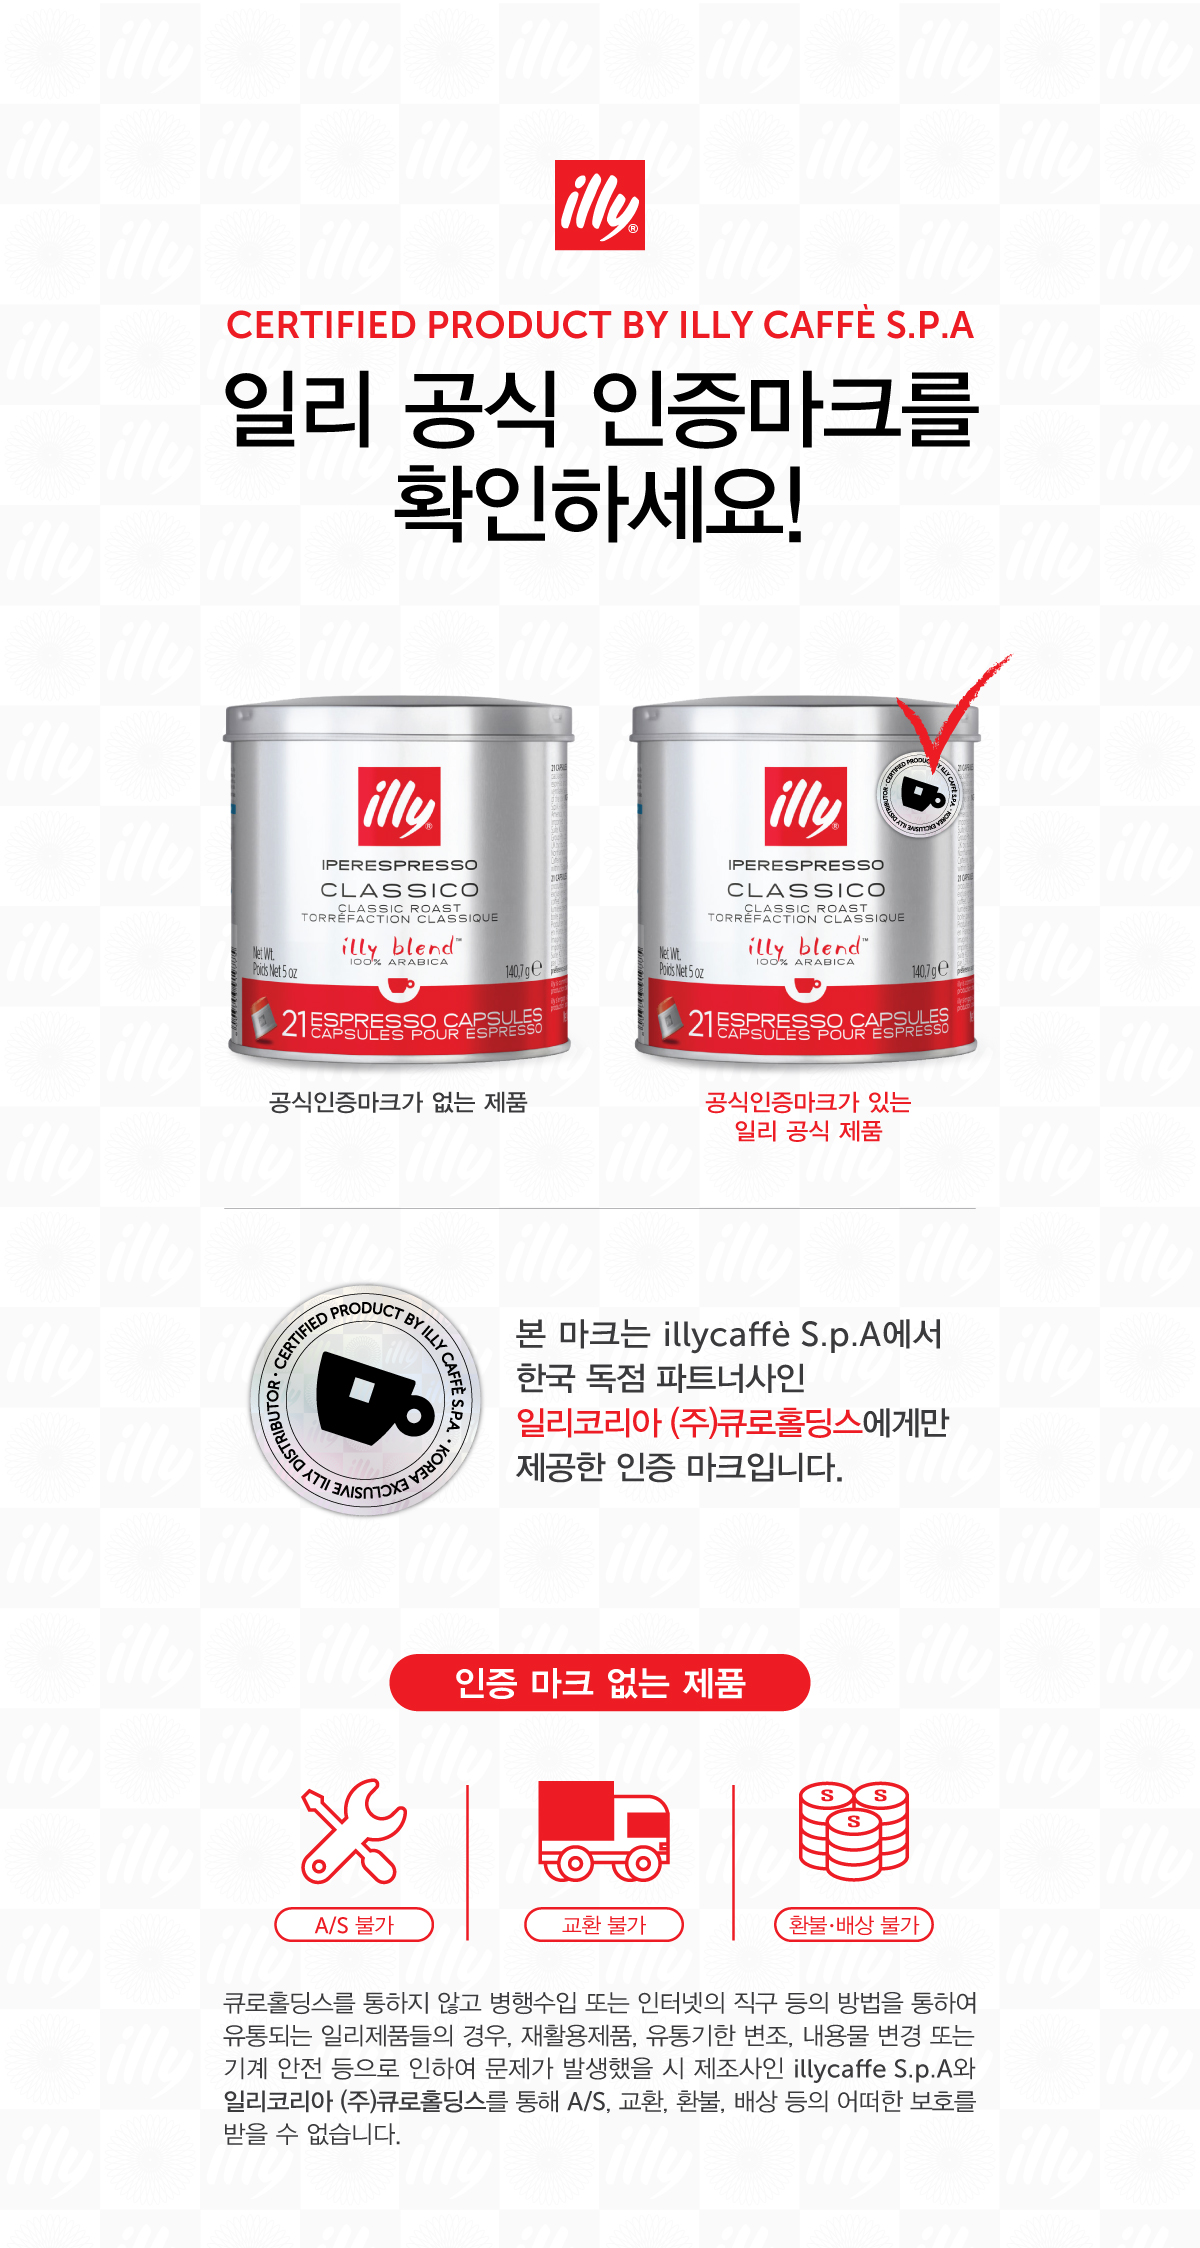 illy®
CERTIFIED PRODUCT BY ILLY CAFFÈ S.P.A
일리 공식 인증마크를
확인하세요!
illy®
IPERESPRESSO
CLASSICO
CLASSIC ROAST
TORRÉFACTION CLASSIQUE
illy blend™
100% ARABICA
Net Wt.
Poids Net 5 oz
140,7 g ℮
21 ESPRESSO CAPSULES
CAPSULES POUR ESPRESSO
공식인증마크가 없는 제품
CERTIFIED PRODUCT BY ILLY CAFFÈ S.P.A. · KOREA EXCLUSIVE ILLY DISTRIBUTOR ·
illy®
IPERESPRESSO
CLASSICO
CLASSIC ROAST
TORRÉFACTION CLASSIQUE
illy blend™
100% ARABICA
Net Wt.
Poids Net 5 oz
140,7 g ℮
21 ESPRESSO CAPSULES
CAPSULES POUR ESPRESSO
공식인증마크가 있는
일리 공식 제품
CERTIFIED PRODUCT BY ILLY CAFFÈ S.P.A. · KOREA EXCLUSIVE ILLY DISTRIBUTOR ·
본 마크는 illycaffè S.p.A에서
한국 독점 파트너사인
일리코리아 (주)큐로홀딩스에게만
제공한 인증 마크입니다.
인증 마크 없는 제품
S S
S
A/S 불가
교환 불가
환불·배상 불가
큐로홀딩스를 통하지 않고 병행수입 또는 인터넷의 직구 등의 방법을 통하여
유통되는 일리제품들의 경우, 재활용제품, 유통기한 변조, 내용물 변경 또는
기계 안전 등으로 인하여 문제가 발생했을 시 제조사인 illycaffe S.p.A와
일리코리아 (주)큐로홀딩스를 통해 A/S, 교환, 환불, 배상 등의 어떠한 보호를
받을 수 없습니다.